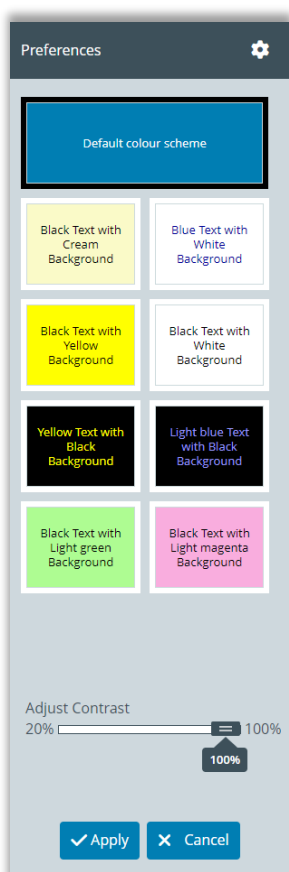 Preferences
Default colour scheme
Black Text with
Cream
Background
Blue Text with
White
Background
Black Text with
Yellow
Background
Black Text with
White
Background
Yellow Text with
Black
Background
Light blue Text
with Black
Background
Black Text with
Light green
Background
Black Text with
Light magenta
Background
Adjust Contrast
20% 100%
100%
Apply Cancel